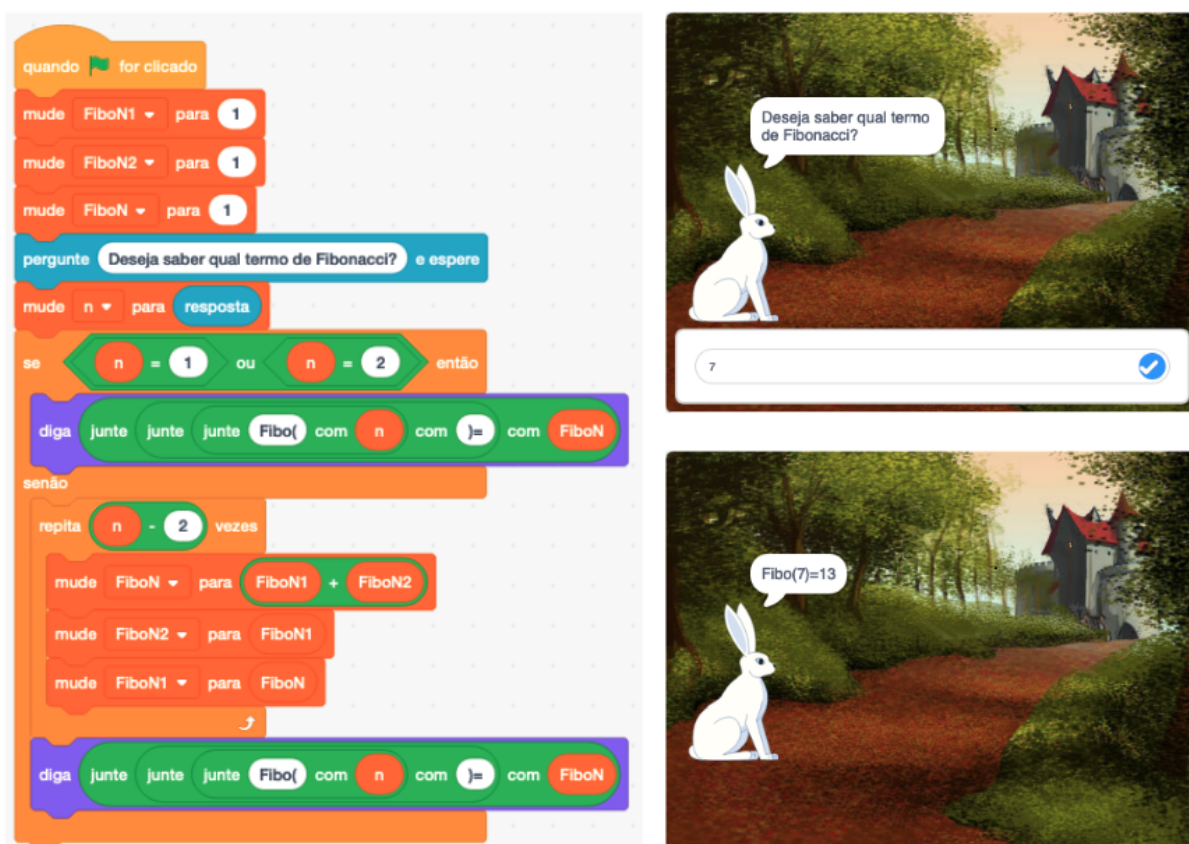 quando for clicado
mude FiboN1 para 1
mude FiboN2 para 1
mude FiboN para 1
pergunte Deseja saber qual termo de Fibonacci? e espere
mude n para resposta
se n = 1 ou n = 2 então
diga junte junte junte Fibo( com n com )= com FiboN
senão
repita n - 2 vezes
mude FiboN para FiboN1 + FiboN2
mude FiboN2 para FiboN1
mude FiboN1 para FiboN
diga junte junte junte Fibo( com n com )= com FiboN
Deseja saber qual termo
de Fibonacci?
7
Fibo(7)=13